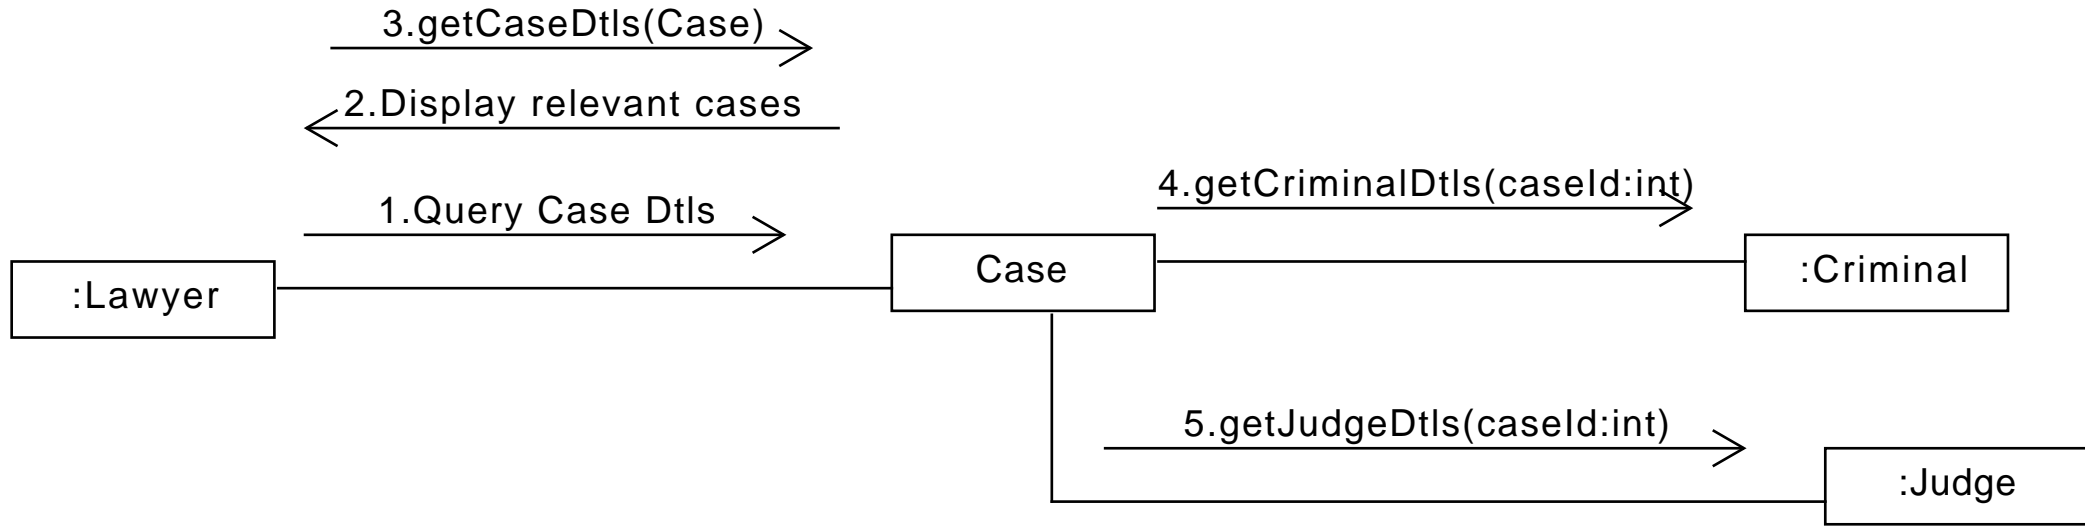 3.getCaseDtls(Case)
2.Display relevant cases
4.getCriminalDtls(caseId:int)
1.Query Case Dtls
:Lawyer
Case
:Criminal
5.getJudgeDtls(caseId:int)
:Judge